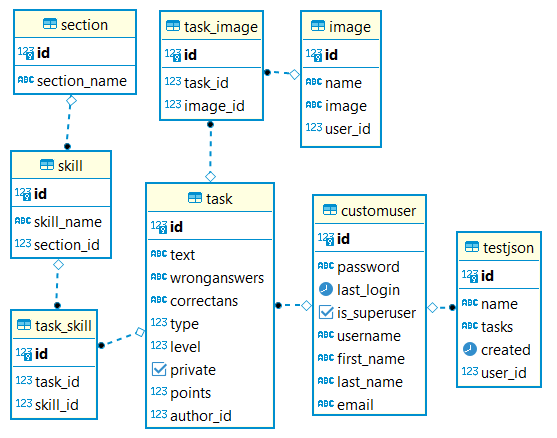 section
id
section_name
task_image
id
task_id
image_id
image
id
name
image
user_id
skill
id
skill_name
section_id
task
id
text
wronganswers
correctans
type
level
private
points
author_id
customuser
id
password
last_login
is_superuser
username
first_name
last_name
email
testjson
id
name
tasks
created
user_id
task_skill
id
task_id
skill_id